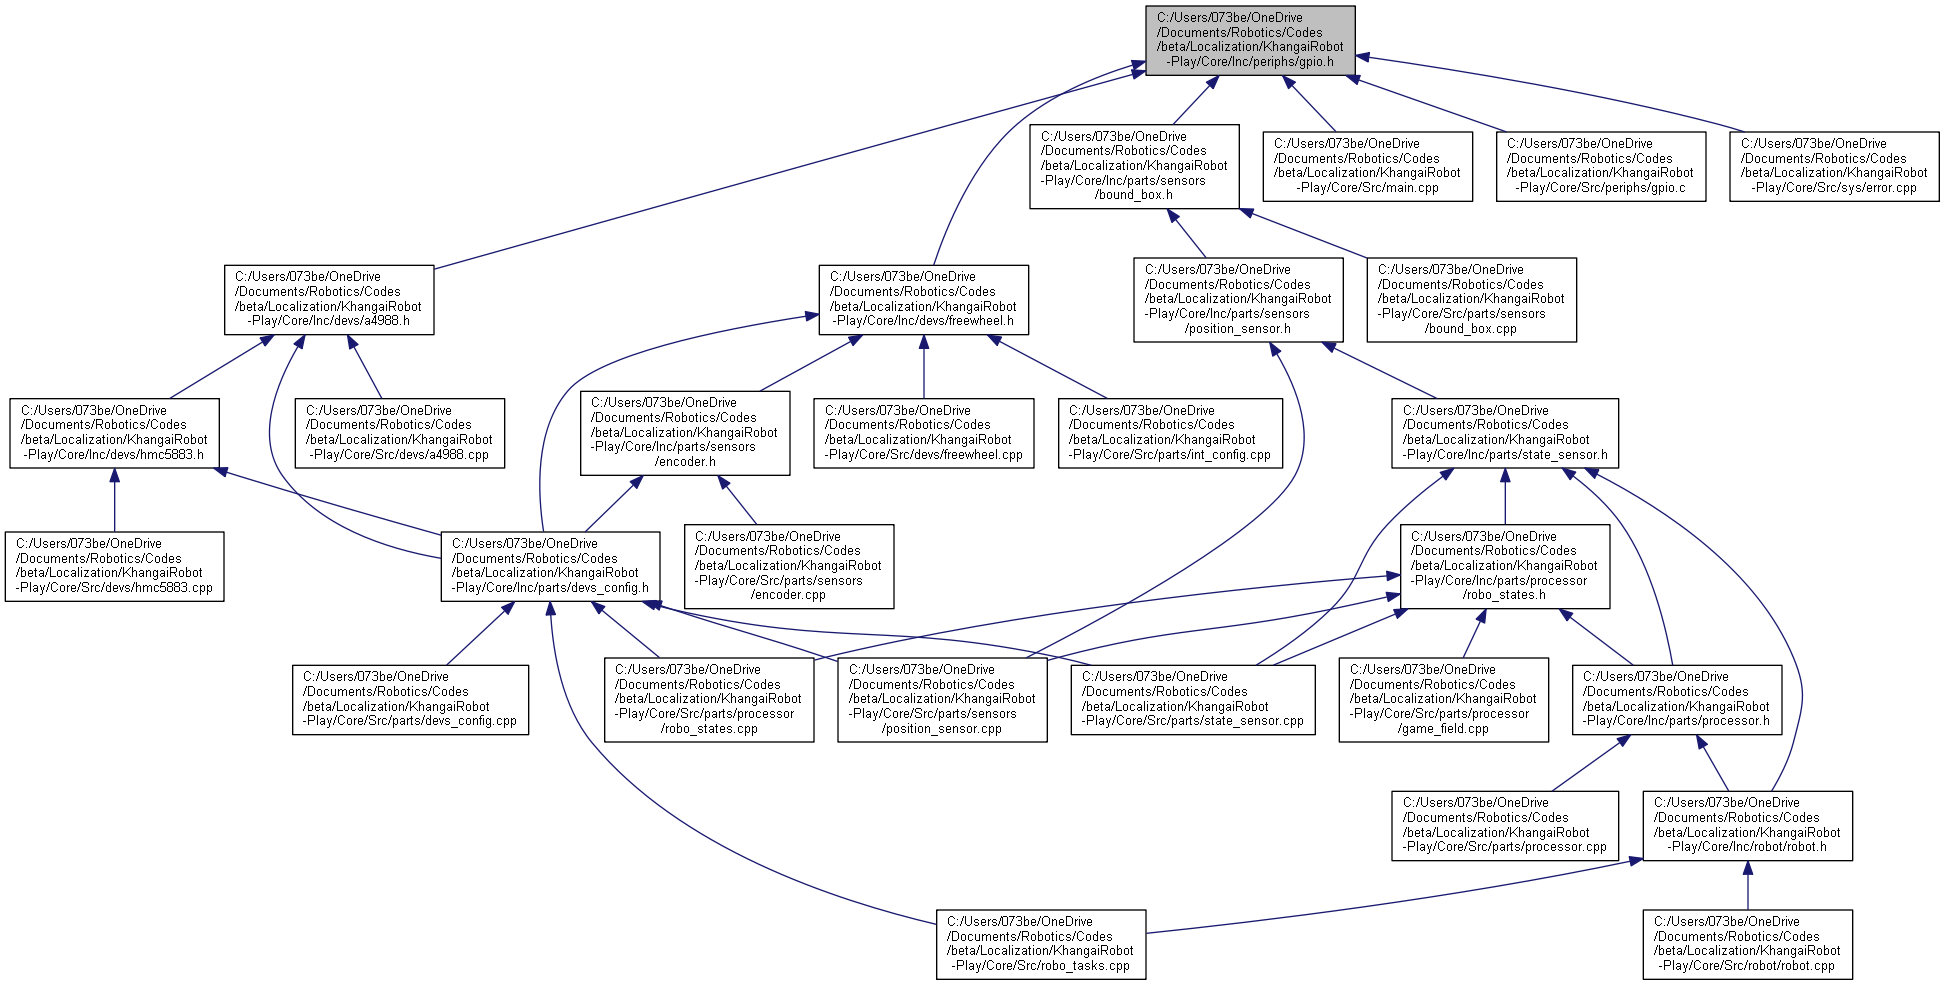 C:/Users/073be/OneDrive
/Documents/Robotics/Codes
/beta/Localization/KhangaiRobot
-Play/Core/Inc/periphs/gpio.h
C:/Users/073be/OneDrive
/Documents/Robotics/Codes
/beta/Localization/KhangaiRobot
-Play/Core/Inc/parts/sensors
/bound_box.h
C:/Users/073be/OneDrive
/Documents/Robotics/Codes
/beta/Localization/KhangaiRobot
-Play/Core/Src/main.cpp
C:/Users/073be/OneDrive
/Documents/Robotics/Codes
/beta/Localization/KhangaiRobot
-Play/Core/Src/periphs/gpio.c
C:/Users/073be/OneDrive
/Documents/Robotics/Codes
/beta/Localization/KhangaiRobot
-Play/Core/Src/sys/error.cpp
C:/Users/073be/OneDrive
/Documents/Robotics/Codes
/beta/Localization/KhangaiRobot
-Play/Core/Inc/devs/a4988.h
C:/Users/073be/OneDrive
/Documents/Robotics/Codes
/beta/Localization/KhangaiRobot
-Play/Core/Inc/devs/freewheel.h
C:/Users/073be/OneDrive
/Documents/Robotics/Codes
/beta/Localization/KhangaiRobot
-Play/Core/Inc/parts/sensors
/position_sensor.h
C:/Users/073be/OneDrive
/Documents/Robotics/Codes
/beta/Localization/KhangaiRobot
-Play/Core/Src/parts/sensors
/bound_box.cpp
C:/Users/073be/OneDrive
/Documents/Robotics/Codes
/beta/Localization/KhangaiRobot
-Play/Core/Inc/devs/hmc5883.h
C:/Users/073be/OneDrive
/Documents/Robotics/Codes
/beta/Localization/KhangaiRobot
-Play/Core/Src/devs/a4988.cpp
C:/Users/073be/OneDrive
/Documents/Robotics/Codes
/beta/Localization/KhangaiRobot
-Play/Core/Inc/parts/sensors
/encoder.h
C:/Users/073be/OneDrive
/Documents/Robotics/Codes
/beta/Localization/KhangaiRobot
-Play/Core/Src/devs/freewheel.cpp
C:/Users/073be/OneDrive
/Documents/Robotics/Codes
/beta/Localization/KhangaiRobot
-Play/Core/Src/parts/int_config.cpp
C:/Users/073be/OneDrive
/Documents/Robotics/Codes
/beta/Localization/KhangaiRobot
-Play/Core/Inc/parts/state_sensor.h
C:/Users/073be/OneDrive
/Documents/Robotics/Codes
/beta/Localization/KhangaiRobot
-Play/Core/Src/devs/hmc5883.cpp
C:/Users/073be/OneDrive
/Documents/Robotics/Codes
/beta/Localization/KhangaiRobot
-Play/Core/Inc/parts/devs_config.h
C:/Users/073be/OneDrive
/Documents/Robotics/Codes
/beta/Localization/KhangaiRobot
-Play/Core/Src/parts/sensors
/encoder.cpp
C:/Users/073be/OneDrive
/Documents/Robotics/Codes
/beta/Localization/KhangaiRobot
-Play/Core/Inc/parts/processor
/robo_states.h
C:/Users/073be/OneDrive
/Documents/Robotics/Codes
/beta/Localization/KhangaiRobot
-Play/Core/Src/parts/devs_config.cpp
C:/Users/073be/OneDrive
/Documents/Robotics/Codes
/beta/Localization/KhangaiRobot
-Play/Core/Src/parts/processor
/robo_states.cpp
C:/Users/073be/OneDrive
/Documents/Robotics/Codes
/beta/Localization/KhangaiRobot
-Play/Core/Src/parts/sensors
/position_sensor.cpp
C:/Users/073be/OneDrive
/Documents/Robotics/Codes
/beta/Localization/KhangaiRobot
-Play/Core/Src/parts/state_sensor.cpp
C:/Users/073be/OneDrive
/Documents/Robotics/Codes
/beta/Localization/KhangaiRobot
-Play/Core/Src/parts/processor
/game_field.cpp
C:/Users/073be/OneDrive
/Documents/Robotics/Codes
/beta/Localization/KhangaiRobot
-Play/Core/Inc/parts/processor.h
C:/Users/073be/OneDrive
/Documents/Robotics/Codes
/beta/Localization/KhangaiRobot
-Play/Core/Src/parts/processor.cpp
C:/Users/073be/OneDrive
/Documents/Robotics/Codes
/beta/Localization/KhangaiRobot
-Play/Core/Inc/robot/robot.h
C:/Users/073be/OneDrive
/Documents/Robotics/Codes
/beta/Localization/KhangaiRobot
-Play/Core/Src/robo_tasks.cpp
C:/Users/073be/OneDrive
/Documents/Robotics/Codes
/beta/Localization/KhangaiRobot
-Play/Core/Src/robot/robot.cpp